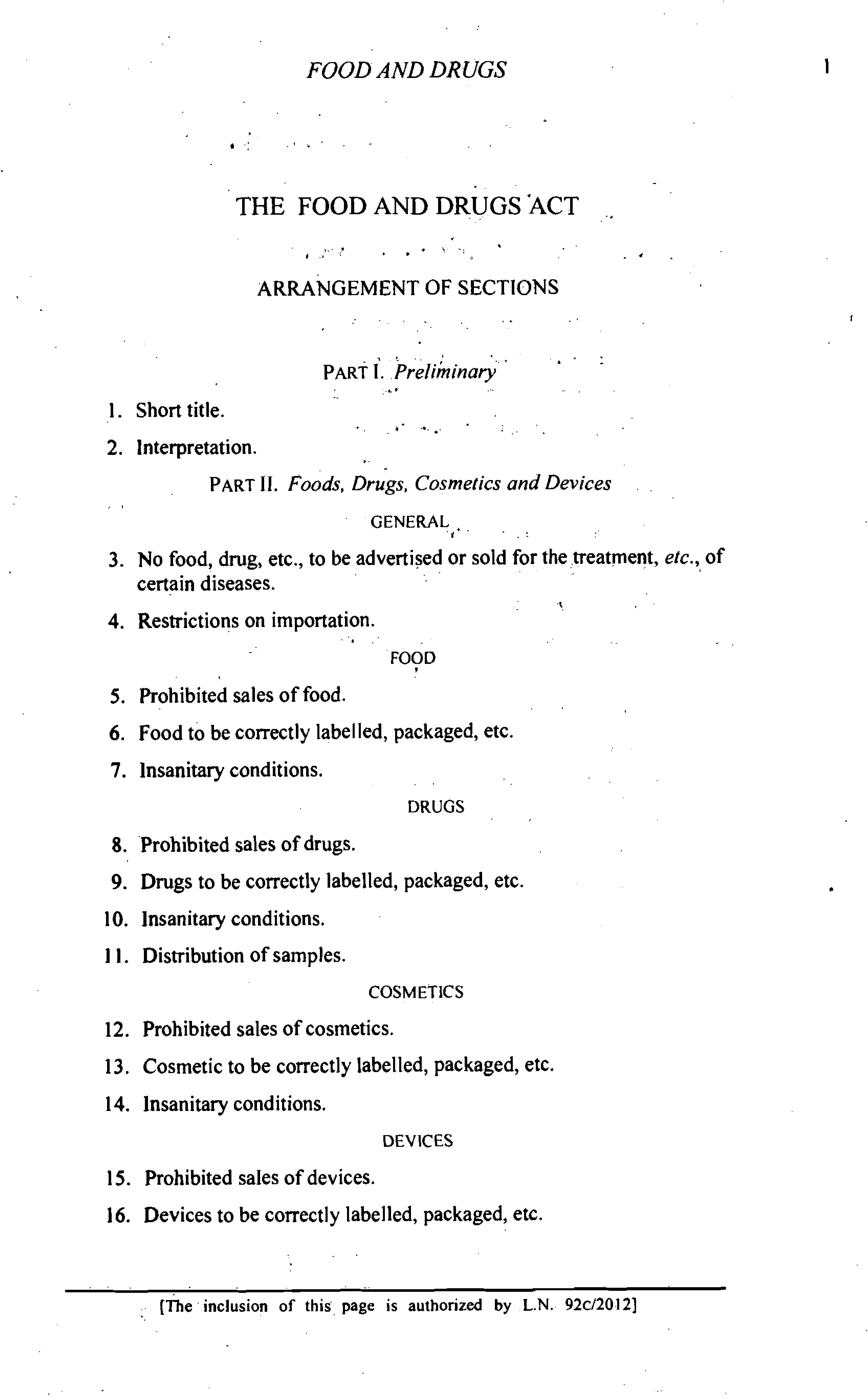 FOOD AND DRUGS 1
THE FOOD AND DRUGS ACT
ARRANGEMENT OF SECTIONS
PART I. Preliminary
1. Short title.
2. Interpretation.
PART II. Foods, Drugs, Cosmetics and Devices
GENERAL
3. No food, drug, etc., to be advertised or sold for the treatment, etc., of
certain diseases.
4. Restrictions on importation.
FOOD
5. Prohibited sales of food.
6. Food to be correctly labelled, packaged, etc.
7. Insanitary conditions.
DRUGS
8. Prohibited sales of drugs.
9. Drugs to be correctly labelled, packaged, etc.
10. Insanitary conditions.
11. Distribution of samples.
COSMETICS
12. Prohibited sales of cosmetics.
13. Cosmetic to be correctly labelled, packaged, etc.
14. Insanitary conditions.
DEVICES
15. Prohibited sales of devices.
16. Devices to be correctly labelled, packaged, etc.
[The inclusion of this page is authorized by L.N. 92c/2012]